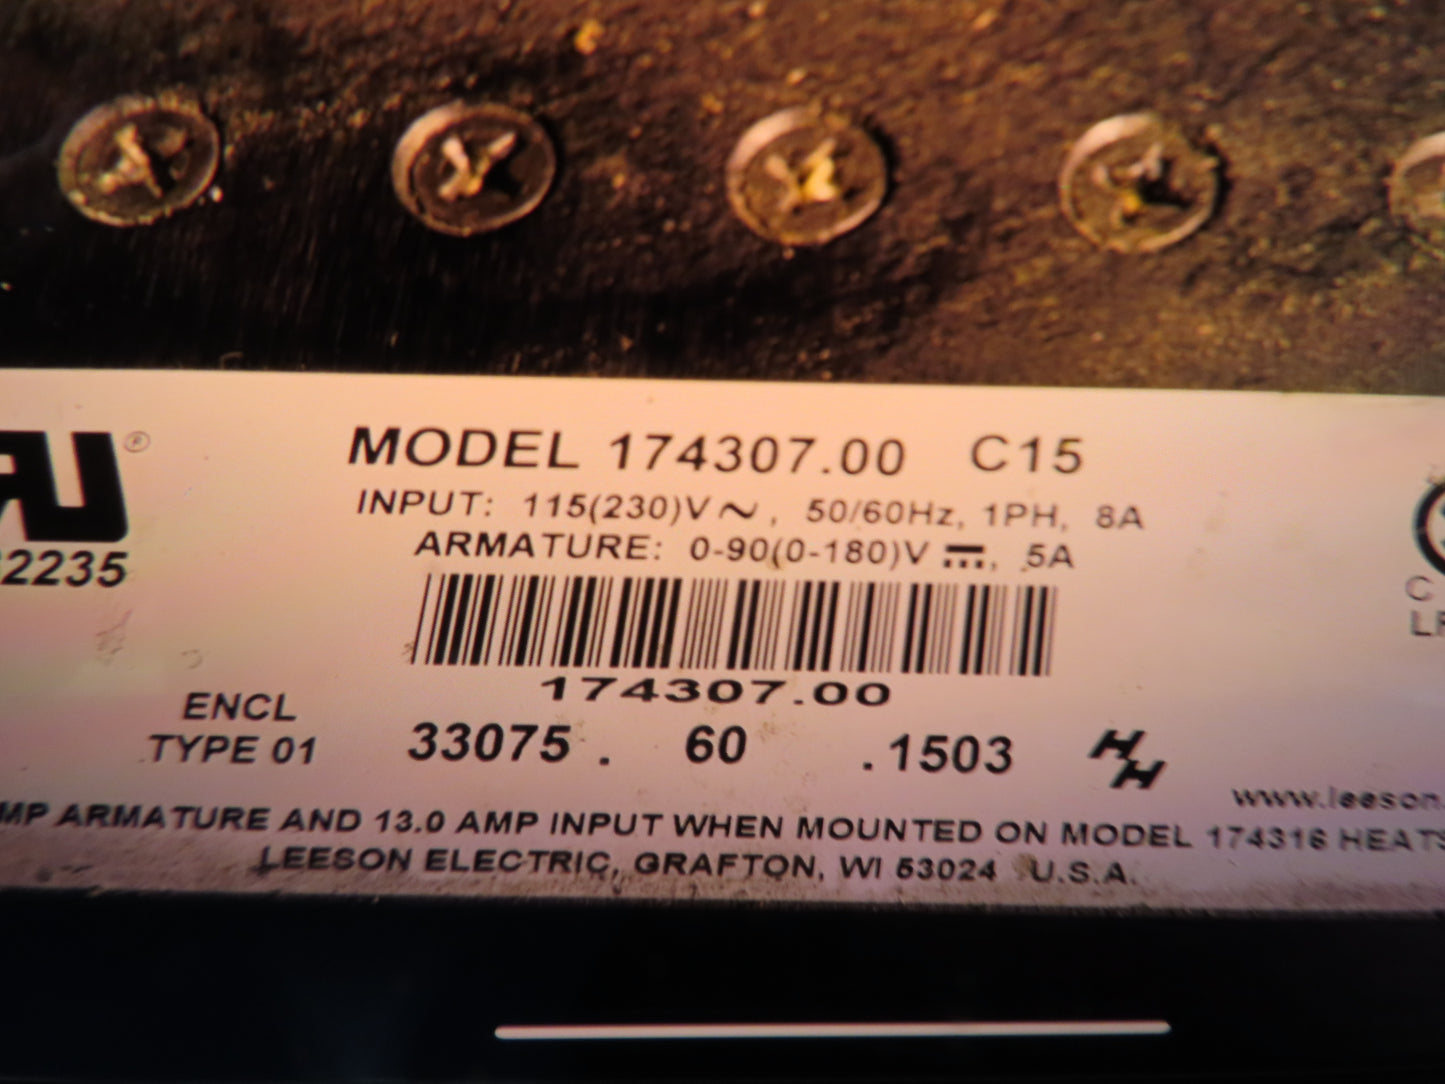 ®
MODEL 174307.00 C15
INPUT: 115(230)V~, 50/60Hz, 1PH, 8A
ARMATURE: 0-90(0-180)V ⎓, 5A
2235
174307.00
ENCL
TYPE 01
33075 . 60 .1503
www.leeson.
MP ARMATURE AND 13.0 AMP INPUT WHEN MOUNTED ON MODEL 174316 HEATS
LEESON ELECTRIC, GRAFTON, WI 53024 U.S.A.